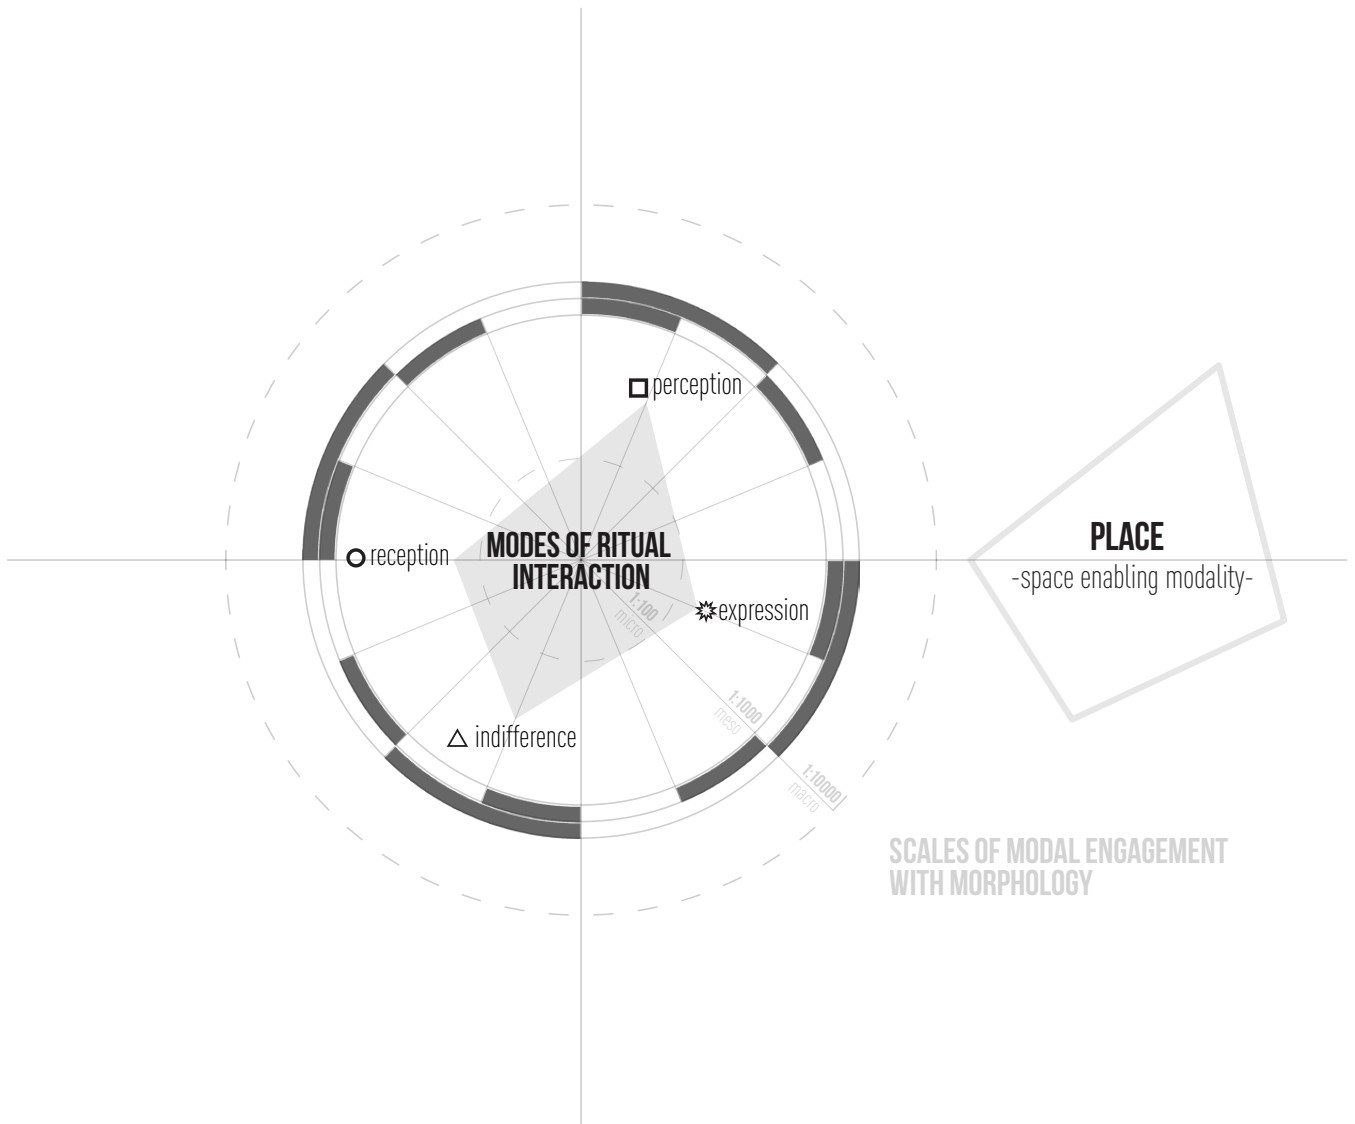 perception
MODES OF RITUAL
INTERACTION
reception
expression
indifference
1:100
micro
1:1000
meso
1:10000
macro
PLACE
-space enabling modality-
SCALES OF MODAL ENGAGEMENT
WITH MORPHOLOGY